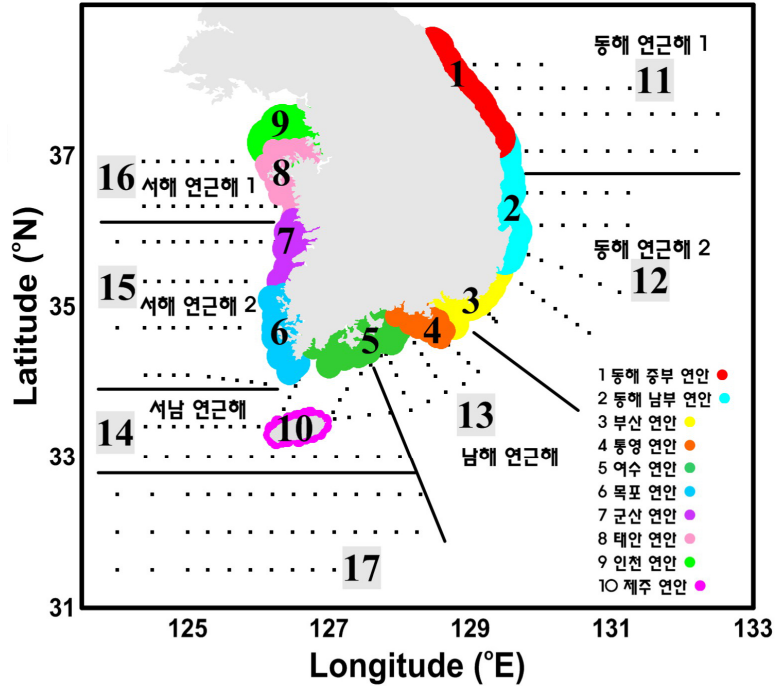 동해 연근해 1
11
1
9
37
16
8
서해 연근해 1
2
7
동해 연근해 2
12
15
서해 연근해 2
3
35
6
5
4
1 동해 중부 연안
2 동해 남부 연안
3 부산 연안
4 통영 연안
5 여수 연안
6 목포 연안
7 군산 연안
8 태안 연안
9 인천 연안
10 제주 연안
13
서남 연근해
14
10
남해 연근해
33
17
31
125
127
129
131
133
Latitude (°N)
Longitude (°E)